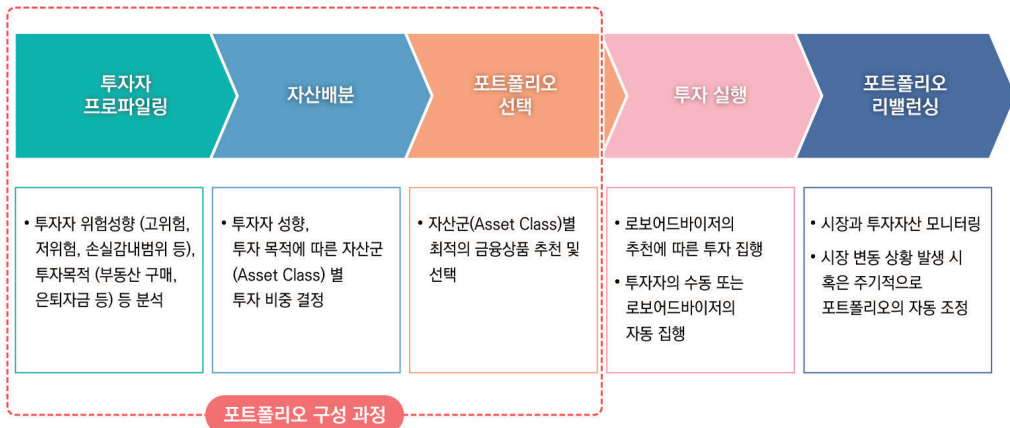 투자자
프로파일링
자산배분
포트폴리오
선택
투자 실행
포트폴리오
리밸런싱
• 투자자 위험성향 (고위험,
저위험, 손실감내범위 등),
투자목적 (부동산 구매,
은퇴자금 등) 등 분석
• 투자자 성향,
투자 목적에 따른 자산군
(Asset Class) 별
투자 비중 결정
• 자산군(Asset Class)별
최적의 금융상품 추천 및
선택
• 로보어드바이저의
추천에 따른 투자 집행
• 투자자의 수동 또는
로보어드바이저의
자동 집행
• 시장과 투자자산 모니터링
• 시장 변동 상황 발생 시
혹은 주기적으로
포트폴리오의 자동 조정
포트폴리오 구성 과정